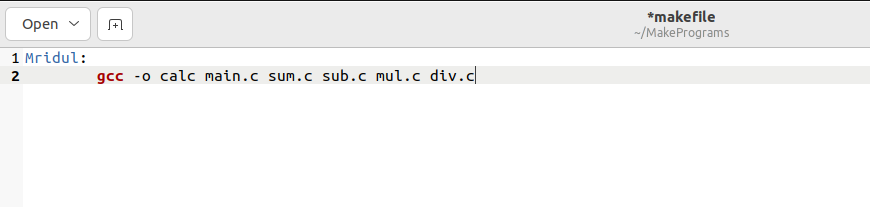 Open
*makefile
~/MakePrograms
1 Mridul:
2 gcc -o calc main.c sum.c sub.c mul.c div.c